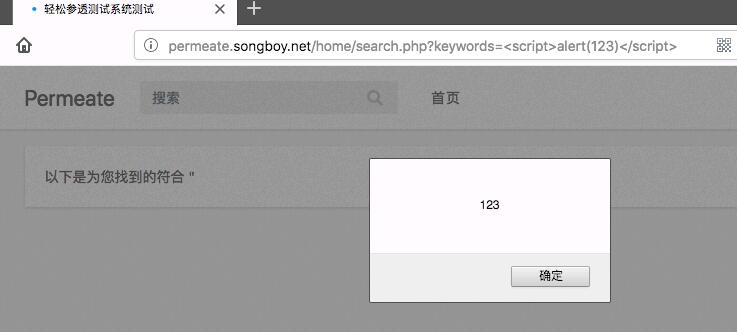 轻松参透测试系统测试
permeate.songboy.net/home/search.php?keywords=<script>alert(123)</script>
Permeate 搜索 首页
以下是为您找到的符合 "
123
确定